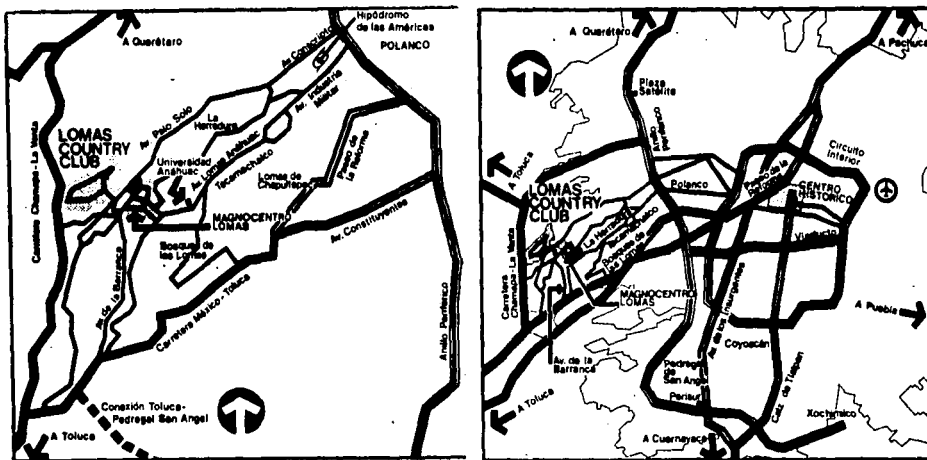 A Querétaro
Hipódromo
de las Américas
POLANCO
Av. Conscripto
Av. Industria
Militar
Av. Palo Solo
La
Herradura
LOMAS
COUNTRY
CLUB
Universidad
Anáhuac
Av. Lomas Anáhuac
Tecamachalco
Lomas de
Chapultepec
Paseo de
la Reforma
Carretera Chamapa - La Venta
MAGNOCENTRO
LOMAS
Bosques de
las Lomas
Av. Constituyentes
Av. de la Barranca
Carretera México-Toluca
Anillo Periférico
Conexión Toluca-
Pedregal San Angel
A Toluca
A Querétaro
A Pachuca
Plaza
Satélite
Anillo
Periférico
Circuito
Interior
A Toluca
Polanco
Paseo de la
Reforma
CENTRO
HISTORICO
LOMAS
COUNTRY
CLUB
La Herradura
Tecamachalco
Bosques de
las Lomas
Viaducto
Carretera
Chamapa-La Venta
MAGNOCENTRO
LOMAS
Av. de los Insurgentes
A Puebla
Av. de la
Barranca
Coyoacán
Pedregal
de
San Angel
Perisur
Calz. de Tlalpan
A Toluca
Xochimilco
A Cuernavaca